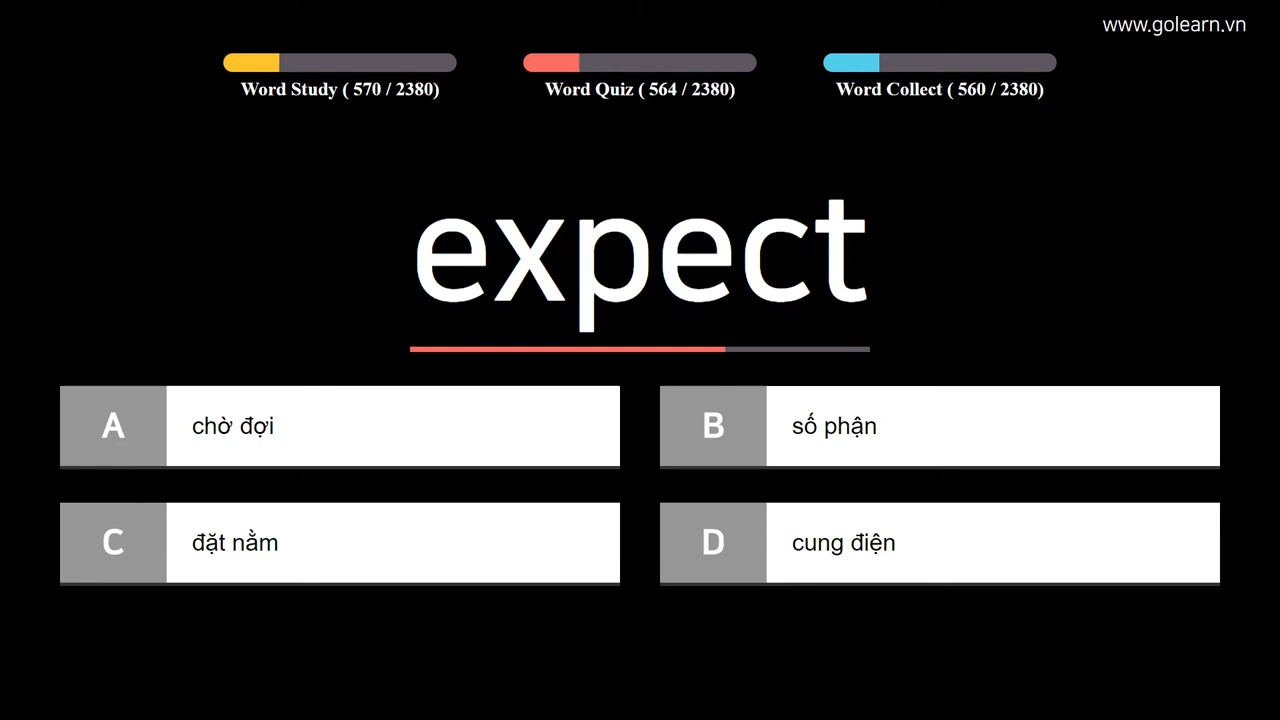 www.golearn.vn
Word Study ( 570 / 2380)
Word Quiz ( 564 / 2380)
Word Collect ( 560 / 2380)
expect
A chờ đợi
B số phận
C đặt nằm
D cung điện